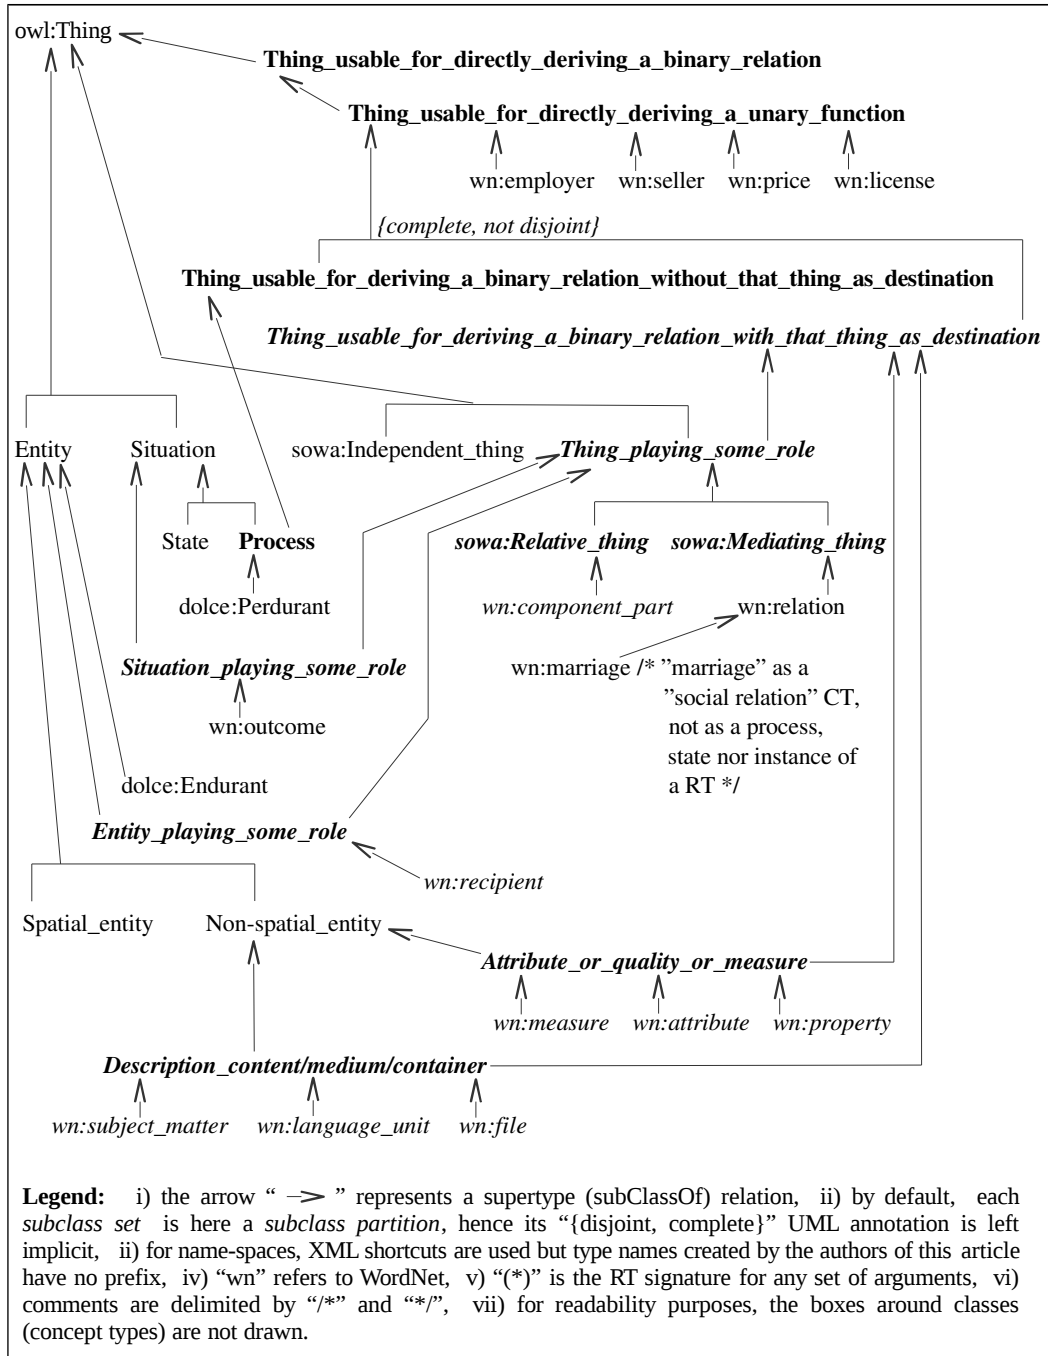 owl:Thing
Thing_usable_for_directly_deriving_a_binary_relation
Thing_usable_for_directly_deriving_a_unary_function
wn:employer wn:seller wn:price wn:license
{complete, not disjoint}
Thing_usable_for_deriving_a_binary_relation_without_that_thing_as_destination
Thing_usable_for_deriving_a_binary_relation_with_that_thing_as_destination
Entity Situation sowa:Independent_thing Thing_playing_some_role
State Process sowa:Relative_thing sowa:Mediating_thing
dolce:Perdurant wn:component_part wn:relation
Situation_playing_some_role wn:marriage /* ”marriage” as a
”social relation” CT,
not as a process,
state nor instance of
a RT */
wn:outcome
dolce:Endurant
Entity_playing_some_role
wn:recipient
Spatial_entity Non-spatial_entity
Attribute_or_quality_or_measure
wn:measure wn:attribute wn:property
Description_content/medium/container
wn:subject_matter wn:language_unit wn:file
Legend: i) the arrow “ —> ” represents a supertype (subClassOf) relation, ii) by default, each
subclass set is here a subclass partition, hence its “{disjoint, complete}” UML annotation is left
implicit, ii) for name-spaces, XML shortcuts are used but type names created by the authors of this article
have no prefix, iv) “wn” refers to WordNet, v) “(*)” is the RT signature for any set of arguments, vi)
comments are delimited by “/*” and “*/”, vii) for readability purposes, the boxes around classes
(concept types) are not drawn.